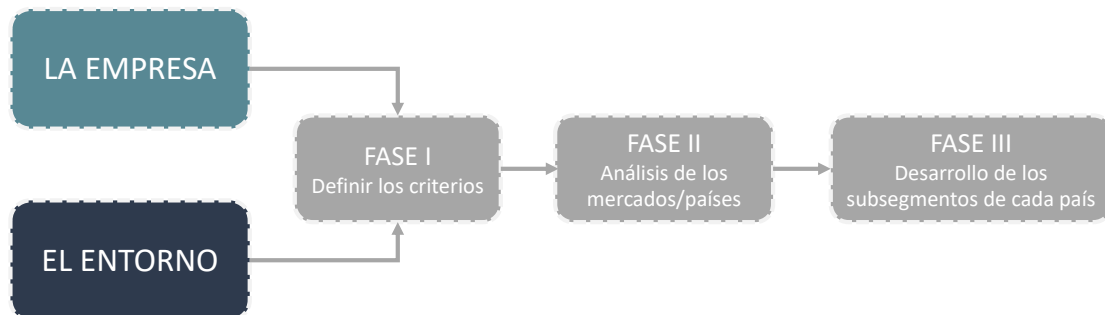 LA EMPRESA
FASE I
Definir los criterios
FASE II
Análisis de los
mercados/países
FASE III
Desarrollo de los
subsegmentos de cada país
EL ENTORNO